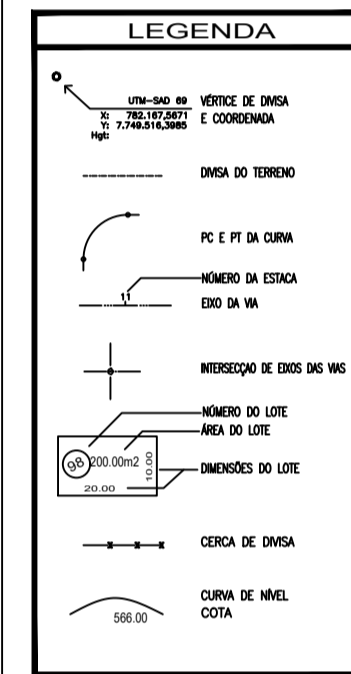 LEGENDA
UTM-SAD 69
X: 782.167,5671
Y: 7.749.516,3985
Hgt:
VÉRTICE DE DIVISA
E COORDENADA
DIVISA DO TERRENO
PC E PT DA CURVA
NÚMERO DA ESTACA
11
EIXO DA VIA
INTERSECÇAO DE EIXOS DAS VIAS
NÚMERO DO LOTE
ÁREA DO LOTE
98 200.00m2
10.00
20.00
DIMENSÕES DO LOTE
CERCA DE DIVISA
CURVA DE NÍVEL
COTA
566.00